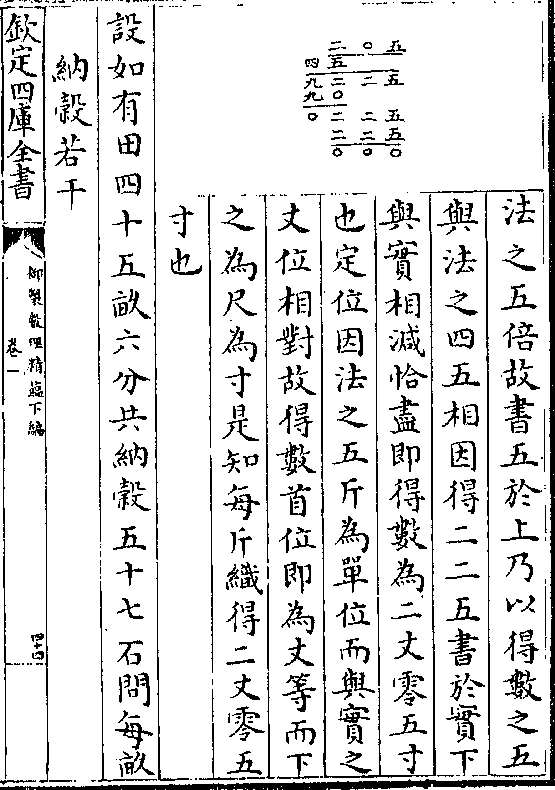 二〇五
四五
九二二五
九〇
〇二二五
二二五
〇〇〇
法之五倍故書五於上乃以得數之五
與法之四五相因得二二五書於實下
與實相減恰盡即得數為二丈零五寸
也定位因法之五斤為單位而與實之
丈位相對故得數首位即為丈等而下
之為尺為寸是知每斤織得二丈零五
寸也
設如有田四十五畝六分共納穀五十七石問每畝
納穀若干
欽定四庫全書
御製數理精蘊下編
卷一
四十四